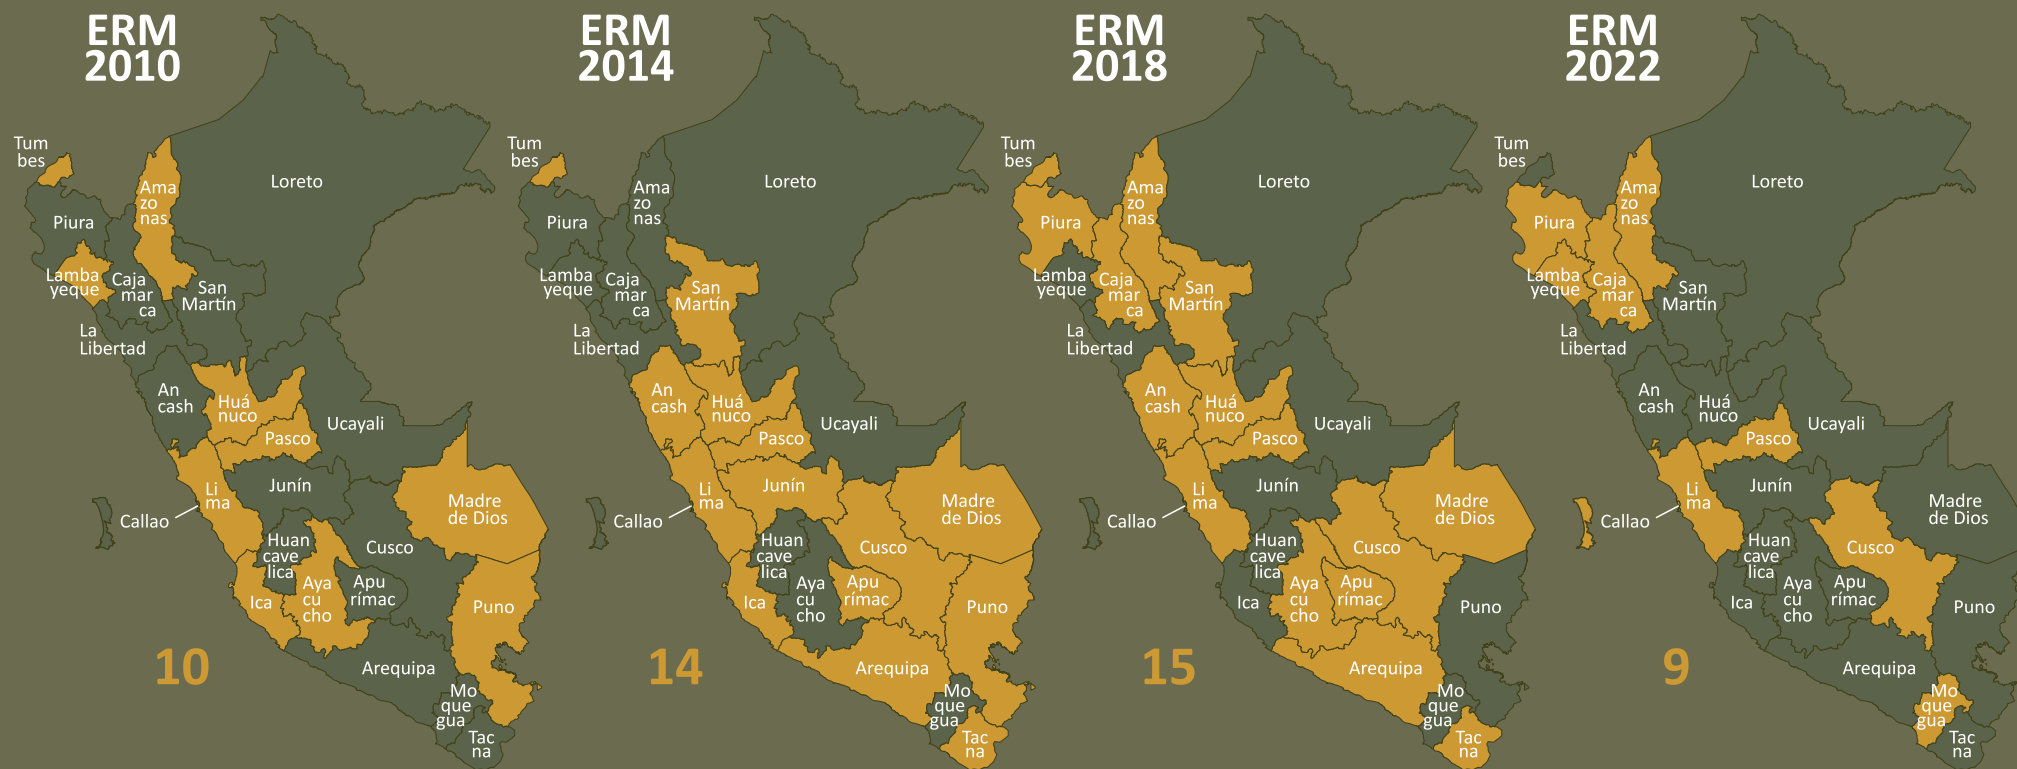 ERM
2010
Tum
bes
Piura
Ama
zo
nas
Loreto
Lamba
yeque
Caja
mar
ca
San
Martín
La
Libertad
An
cash
Huá
nuco
Pasco
Ucayali
Li
ma
Junín
Callao
Madre
de Dios
Huan
cave
lica
Cusco
Ica
Aya
cu
cho
Apu
rímac
Puno
Arequipa
Mo
que
gua
Tac
na
10
ERM
2014
Tum
bes
Piura
Ama
zo
nas
Loreto
Lamba
yeque
Caja
mar
ca
San
Martín
La
Libertad
An
cash
Huá
nuco
Pasco
Ucayali
Li
ma
Junín
Callao
Madre
de Dios
Huan
cave
lica
Cusco
Ica
Aya
cu
cho
Apu
rímac
Puno
Arequipa
Mo
que
gua
Tac
na
14
ERM
2018
Tum
bes
Piura
Ama
zo
nas
Loreto
Lamba
yeque
Caja
mar
ca
San
Martín
La
Libertad
An
cash
Huá
nuco
Pasco
Ucayali
Li
ma
Junín
Callao
Madre
de Dios
Huan
cave
lica
Cusco
Ica
Aya
cu
cho
Apu
rímac
Puno
Arequipa
Mo
que
gua
Tac
na
15
ERM
2022
Tum
bes
Piura
Ama
zo
nas
Loreto
Lamba
yeque
Caja
mar
ca
San
Martín
La
Libertad
An
cash
Huá
nuco
Pasco
Ucayali
Li
ma
Junín
Callao
Madre
de Dios
Huan
cave
lica
Cusco
Ica
Aya
cu
cho
Apu
rímac
Puno
Arequipa
Mo
que
gua
Tac
na
9